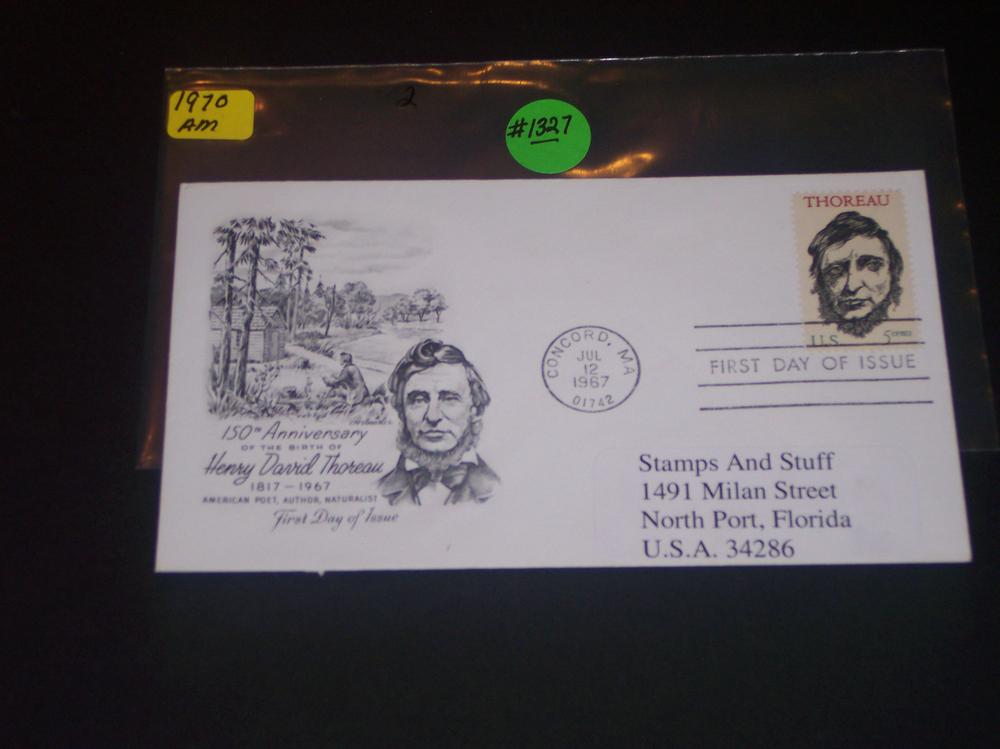 1970
AM
2
#1327
THOREAU
U.S. 5 cents
CONCORD, MA
JUL
12
1967
01742
FIRST DAY OF ISSUE
150TH Anniversary
OF THE BIRTH OF
Henry David Thoreau
1817-1967
AMERICAN POET, AUTHOR, NATURALIST
First Day of Issue
Stamps And Stuff
1491 Milan Street
North Port, Florida
U.S.A. 34286